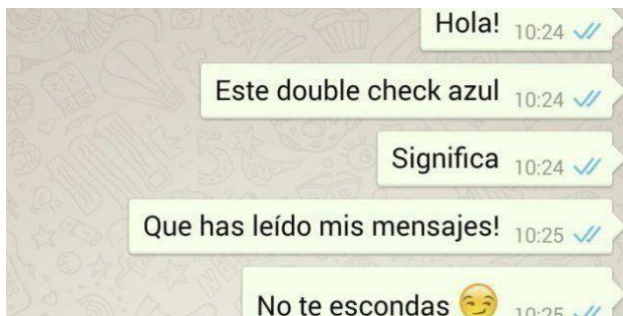 Hola! 10:24
Este double check azul 10:24
Significa 10:24
Que has leído mis mensajes! 10:25
No te escondas 😏 10:25